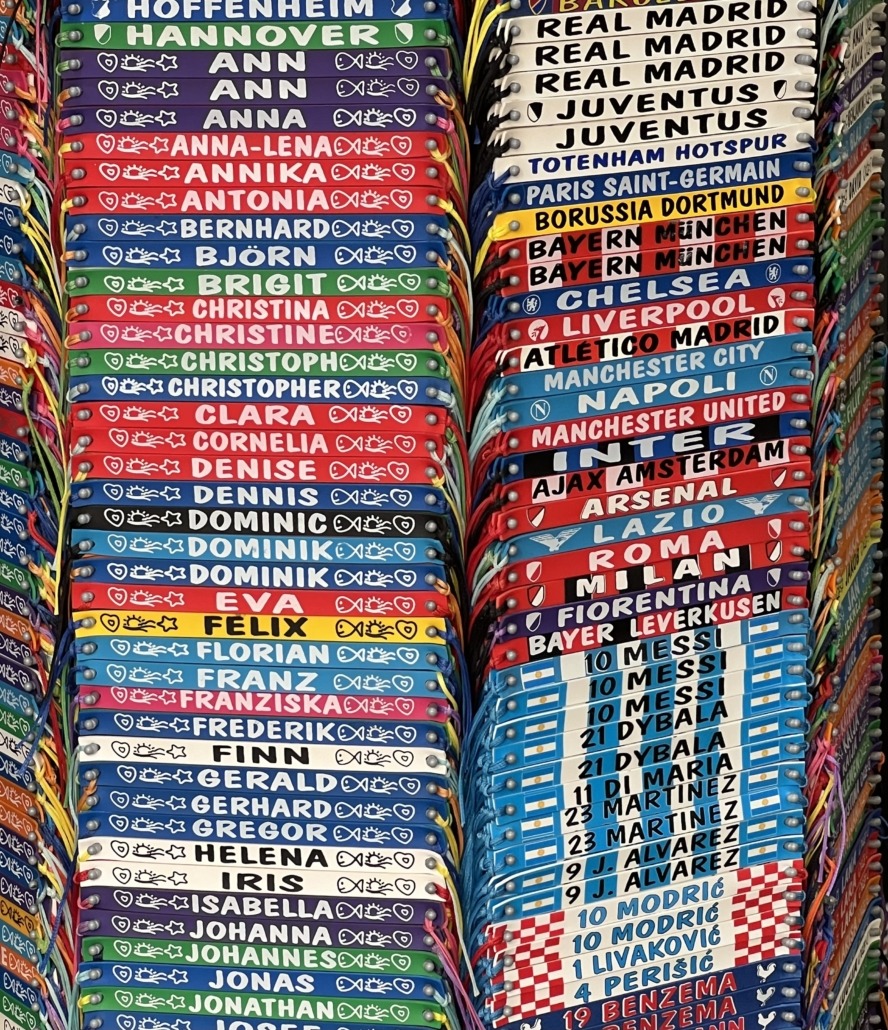 HOFFENHEIM
HANNOVER
ANN
ANN
ANNA
ANNA-LENA
ANNIKA
ANTONIA
BERNHARD
BJÖRN
BRIGIT
CHRISTINA
CHRISTINE
CHRISTOPH
CHRISTOPHER
CLARA
CORNELIA
DENISE
DENNIS
DOMINIC
DOMINIK
DOMINIK
EVA
FELIX
FLORIAN
FRANZ
FRANZISKA
FREDERIK
FINN
GERALD
GERHARD
GREGOR
HELENA
IRIS
ISABELLA
JOHANNA
JOHANNES
JONAS
JONATHAN
JOSEF
REAL MADRID
REAL MADRID
REAL MADRID
JUVENTUS
JUVENTUS
TOTENHAM HOTSPUR
PARIS SAINT-GERMAIN
BORUSSIA DORTMUND
BAYERN MÜNCHEN
BAYERN MÜNCHEN
CHELSEA
LIVERPOOL
ATLÉTICO MADRID
MANCHESTER CITY
NAPOLI
MANCHESTER UNITED
INTER
AJAX AMSTERDAM
ARSENAL
LAZIO
ROMA
MILAN
FIORENTINA
BAYER LEVERKUSEN
10 MESSI
10 MESSI
10 MESSI
21 DYBALA
21 DYBALA
11 DI MARIA
23 MARTINEZ
23 MARTINEZ
9 J. ALVAREZ
9 J. ALVAREZ
10 MODRIĆ
10 MODRIĆ
1 LIVAKOVIĆ
4 PERIŠIĆ
19 BENZEMA
BENZEMA